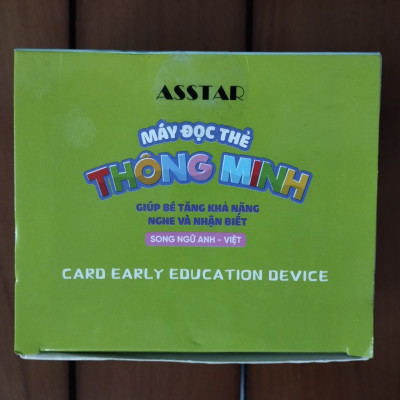 ASSTAR
MÁY ĐỌC THẺ
THÔNG MINH
GIÚP BÉ TĂNG KHẢ NĂNG
NGHE VÀ NHẬN BIẾT
SONG NGỮ ANH - VIỆT
CARD EARLY EDUCATION DEVICE